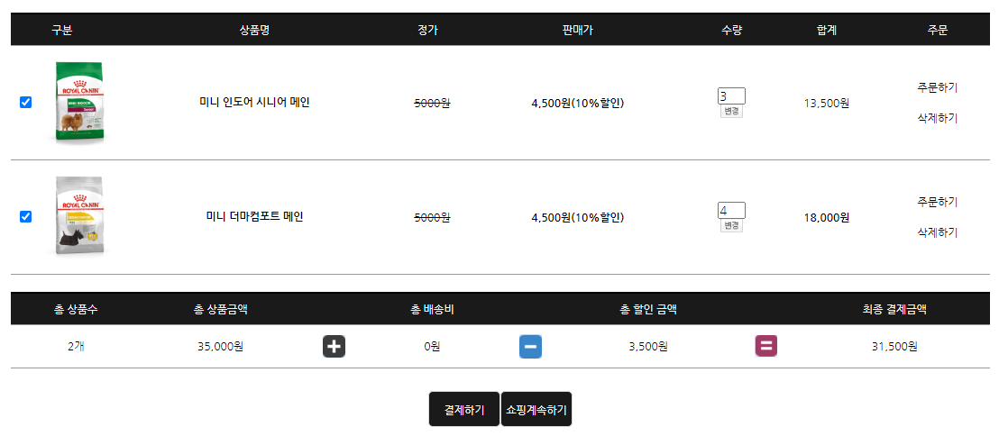 구분 상품명 정가 판매가 수량 합계 주문
ROYAL CANIN
MINI INDOOR
미니 인도어 시니어 메인 5000원 4,500원(10%할인) 3 13,500원
변경
주문하기
삭제하기
ROYAL CANIN
미니 더마컴포트 메인 5000원 4,500원(10%할인) 4 18,000원
변경
주문하기
삭제하기
총 상품수 총 상품금액 총 배송비 총 할인 금액 최종 결제금액
2개 35,000원 + 0원 - 3,500원 = 31,500원
결제하기 쇼핑계속하기